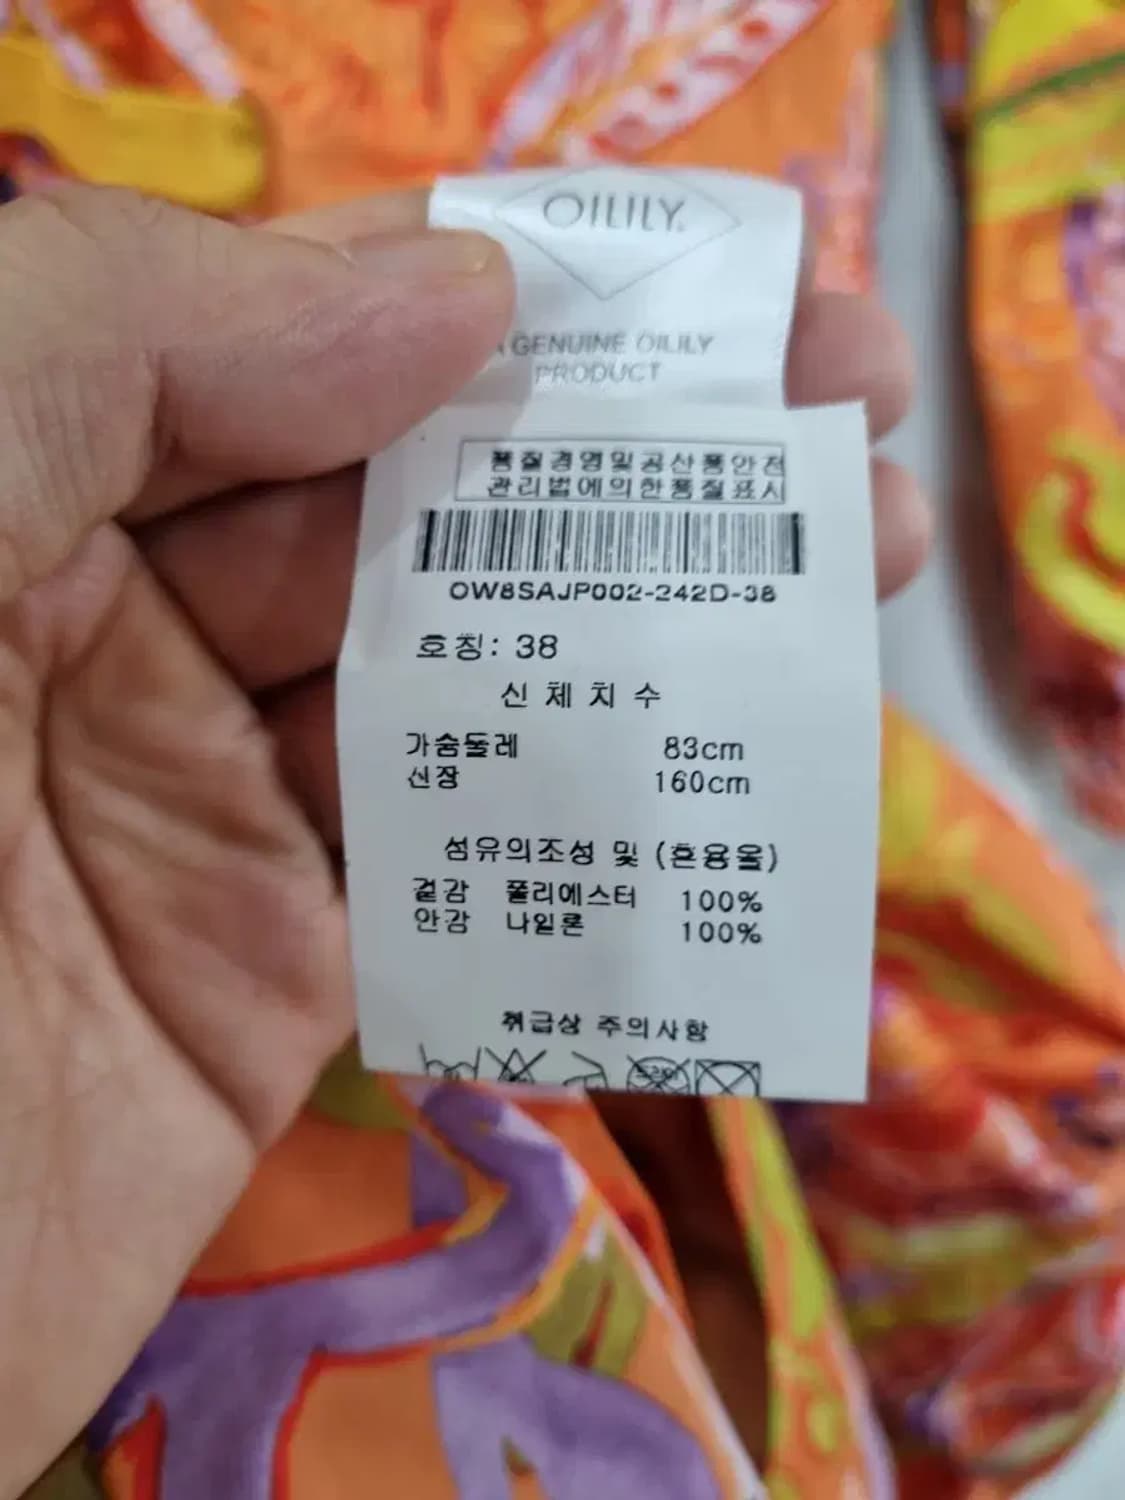 OILILY
A GENUINE OILILY
PRODUCT
품질경영및공산품안전
관리법에의한품질표시
OW8SAJP002-242D-38
호칭: 38
신 체 치 수
가슴둘레 83cm
신장 160cm
섬유의조성 및 (혼용율)
겉감 폴리에스터 100%
안감 나일론 100%
취급상 주의사항
드라이